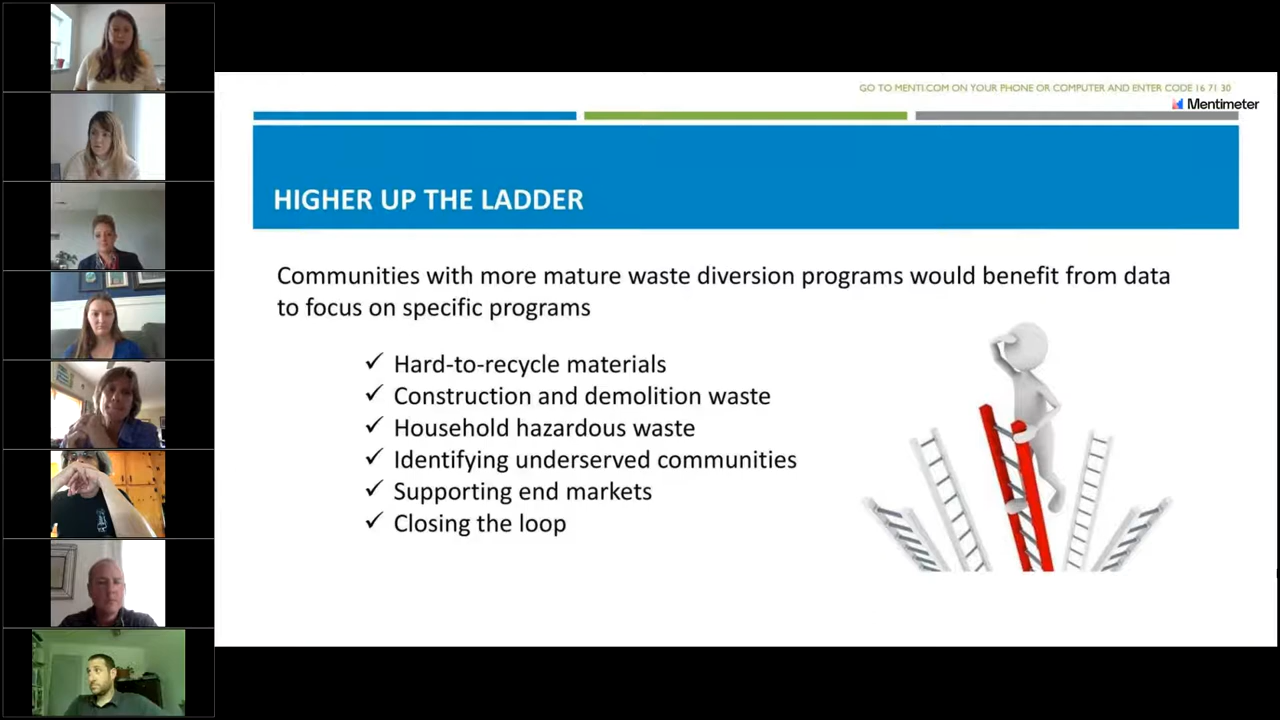 GO TO MENTI.COM ON YOUR PHONE OR COMPUTER AND ENTER CODE 16 71 30
Mentimeter
HIGHER UP THE LADDER
Communities with more mature waste diversion programs would benefit from data
to focus on specific programs
✓ Hard-to-recycle materials
✓ Construction and demolition waste
✓ Household hazardous waste
✓ Identifying underserved communities
✓ Supporting end markets
✓ Closing the loop